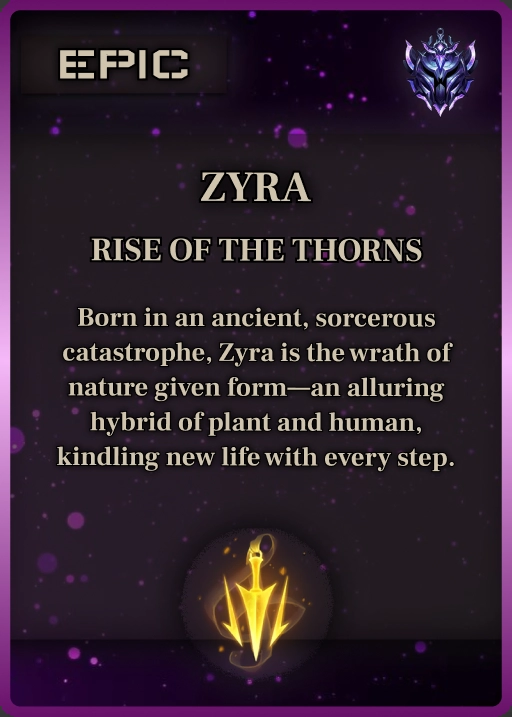 EPIC
ZYRA
RISE OF THE THORNS
Born in an ancient, sorcerous
catastrophe, Zyra is the wrath of
nature given form—an alluring
hybrid of plant and human,
kindling new life with every step.